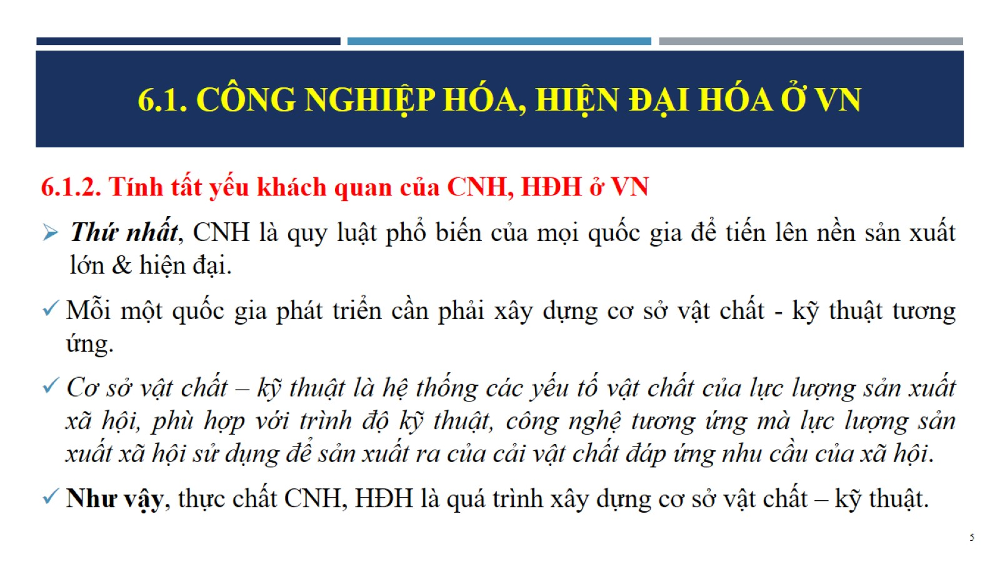 6.1. CÔNG NGHIỆP HÓA, HIỆN ĐẠI HÓA Ở VN
6.1.2. Tính tất yếu khách quan của CNH, HĐH ở VN
Thứ nhất, CNH là quy luật phổ biến của mọi quốc gia để tiến lên nền sản xuất
lớn & hiện đại.
Mỗi một quốc gia phát triển cần phải xây dựng cơ sở vật chất - kỹ thuật tương
ứng.
Cơ sở vật chất – kỹ thuật là hệ thống các yếu tố vật chất của lực lượng sản xuất
xã hội, phù hợp với trình độ kỹ thuật, công nghệ tương ứng mà lực lượng sản
xuất xã hội sử dụng để sản xuất ra của cải vật chất đáp ứng nhu cầu của xã hội.
Như vậy, thực chất CNH, HĐH là quá trình xây dựng cơ sở vật chất – kỹ thuật.
5